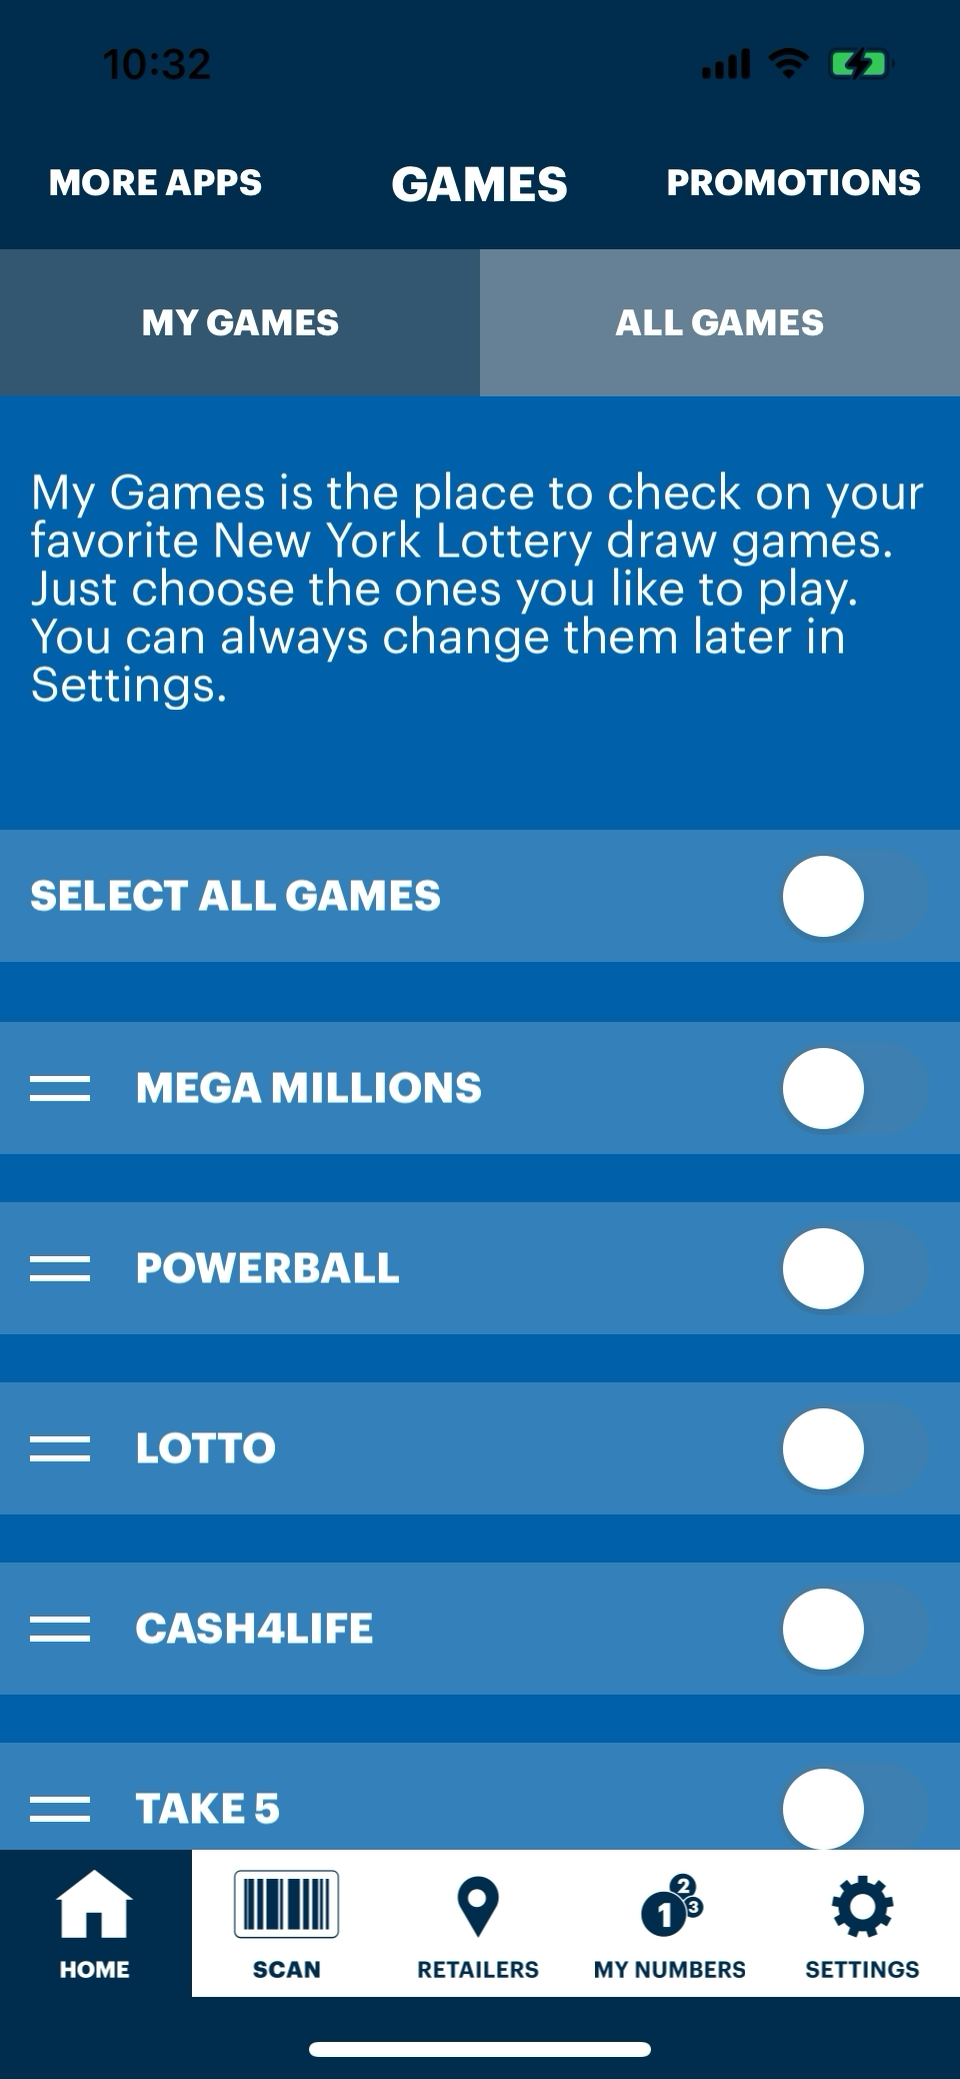 10:32
MORE APPS GAMES PROMOTIONS
MY GAMES ALL GAMES
My Games is the place to check on your
favorite New York Lottery draw games.
Just choose the ones you like to play.
You can always change them later in
Settings.
SELECT ALL GAMES
MEGA MILLIONS
POWERBALL
LOTTO
CASH4LIFE
TAKE 5
1 2 3
HOME SCAN RETAILERS MY NUMBERS SETTINGS